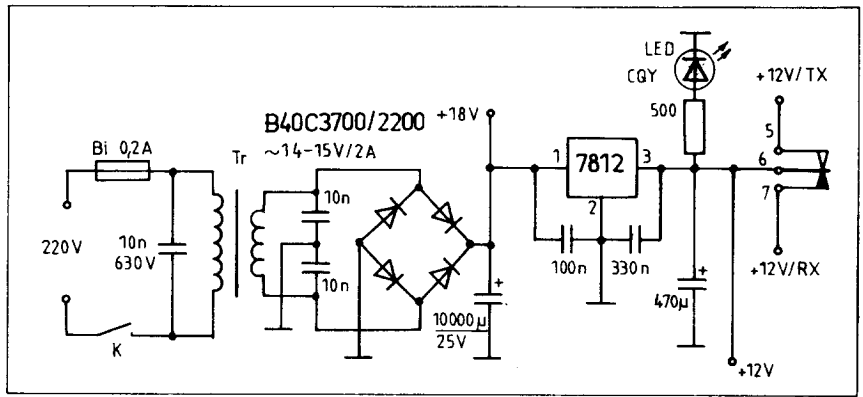 LED
CQY
+12V/TX
B40C3700/2200
+18V
500
Bi 0,2A
Tr
~14-15V/2A
5
1
7812
3
6
10n
2
7
220V
10n
630V
10n
100n
330n
+12V/RX
+
10000µ
25V
+
470µ
K
+12V